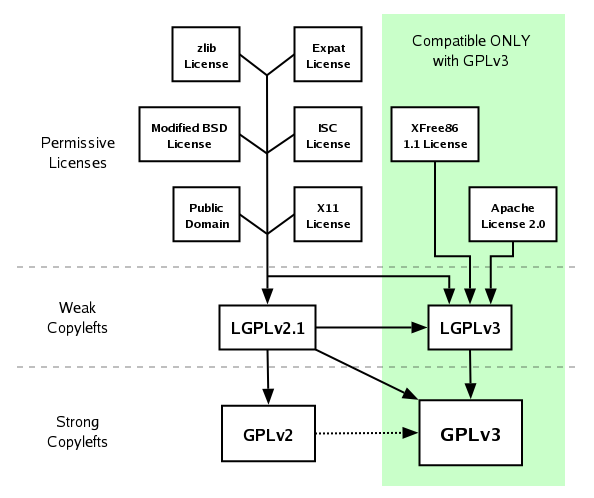 zlib
License
Expat
License
Compatible ONLY
with GPLv3
Permissive
Licenses
Modified BSD
License
ISC
License
XFree86
1.1 License
Public
Domain
X11
License
Apache
License 2.0
Weak
Copylefts
LGPLv2.1
LGPLv3
Strong
Copylefts
GPLv2
GPLv3